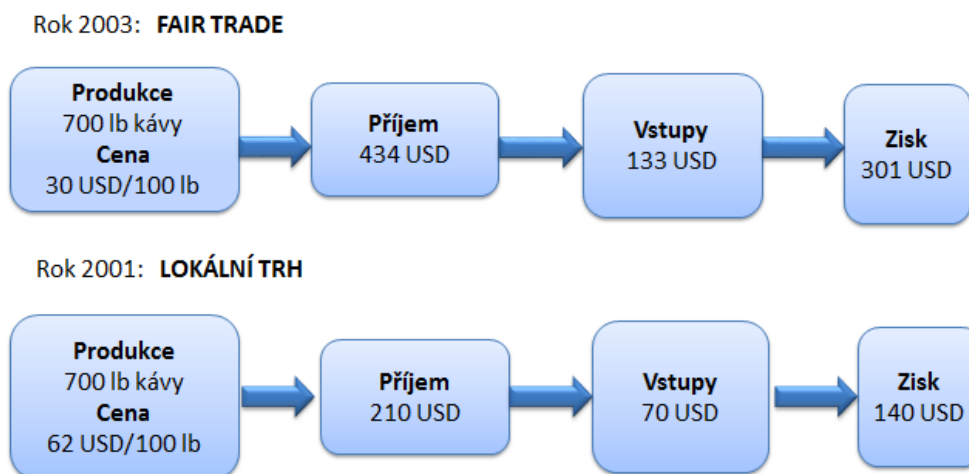 Rok 2003: FAIR TRADE
Produkce
700 lb kávy
Cena
30 USD/100 lb
Příjem
434 USD
Vstupy
133 USD
Zisk
301 USD
Rok 2001: LOKÁLNÍ TRH
Produkce
700 lb kávy
Cena
62 USD/100 lb
Příjem
210 USD
Vstupy
70 USD
Zisk
140 USD